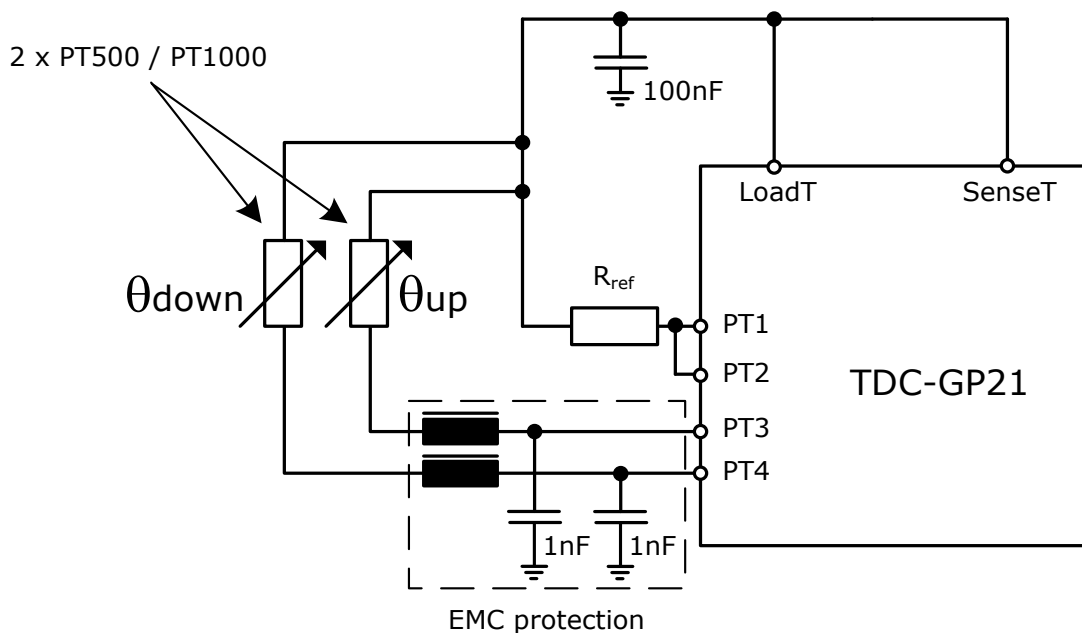 2 x PT500 / PT1000
100nF
LoadT
SenseT
θdown
θup
Rref
PT1
PT2
TDC-GP21
PT3
PT4
1nF
1nF
EMC protection